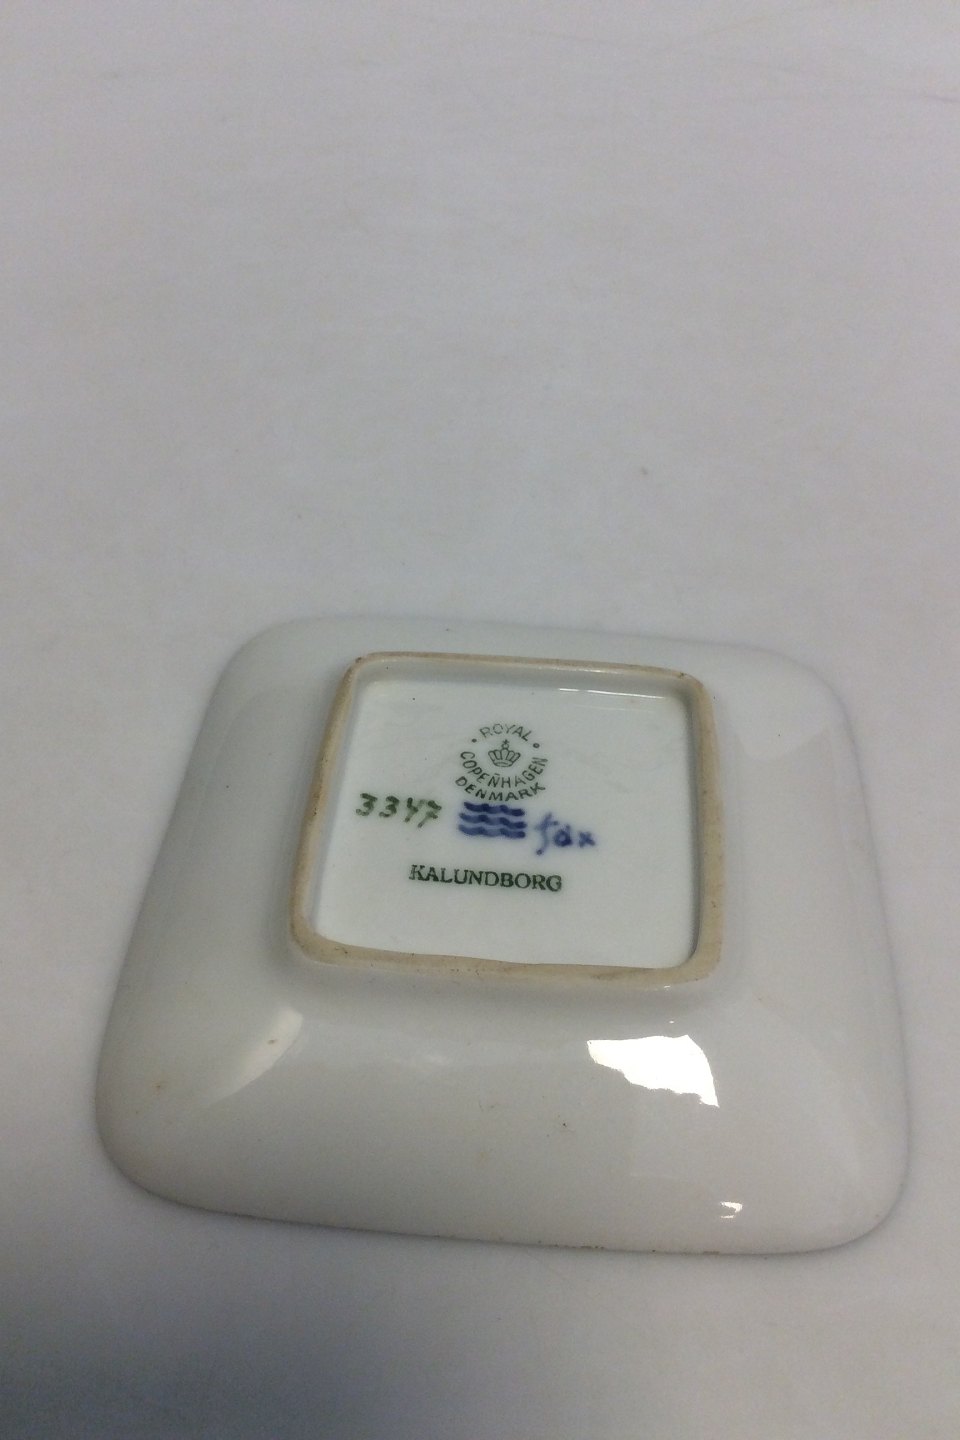 ROYAL
COPENHAGEN
DENMARK
3347
KALUNDBORG